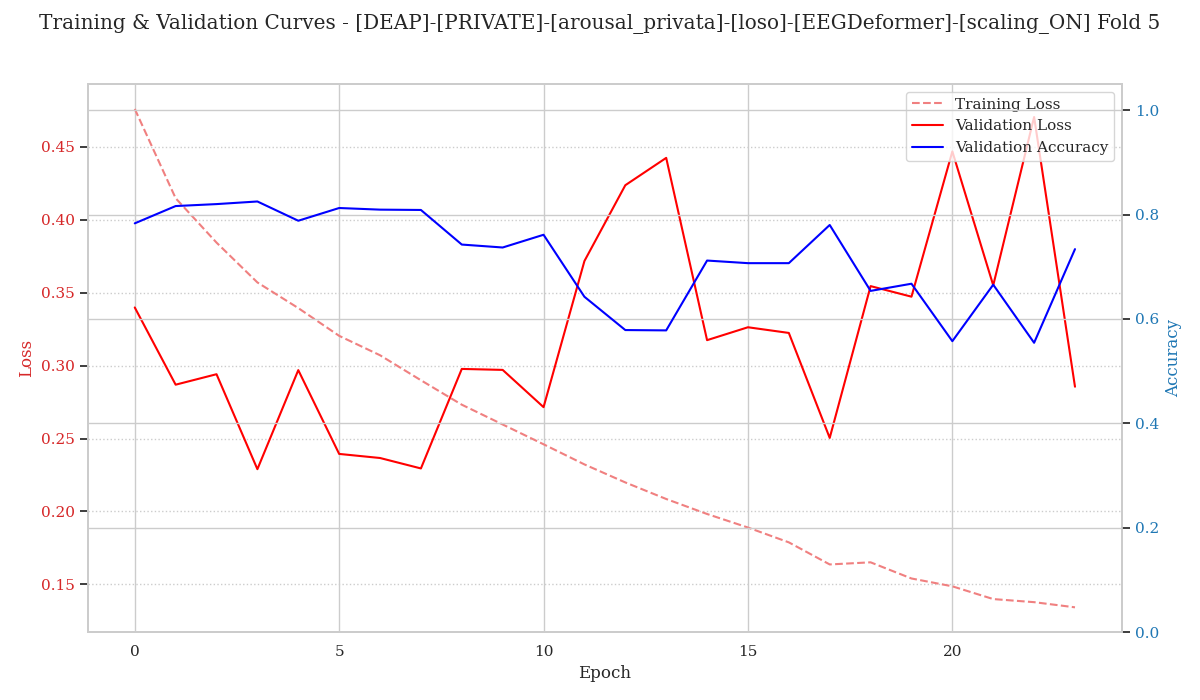 Training & Validation Curves - [DEAP]-[PRIVATE]-[arousal_privata]-[loso]-[EEGDeformer]-[scaling_ON] Fold 5
Training Loss
Validation Loss
Validation Accuracy
0.45
0.40
0.35
0.30
0.25
0.20
0.15
Loss
1.0
0.8
0.6
0.4
0.2
0.0
Accuracy
0
5
10
15
20
Epoch